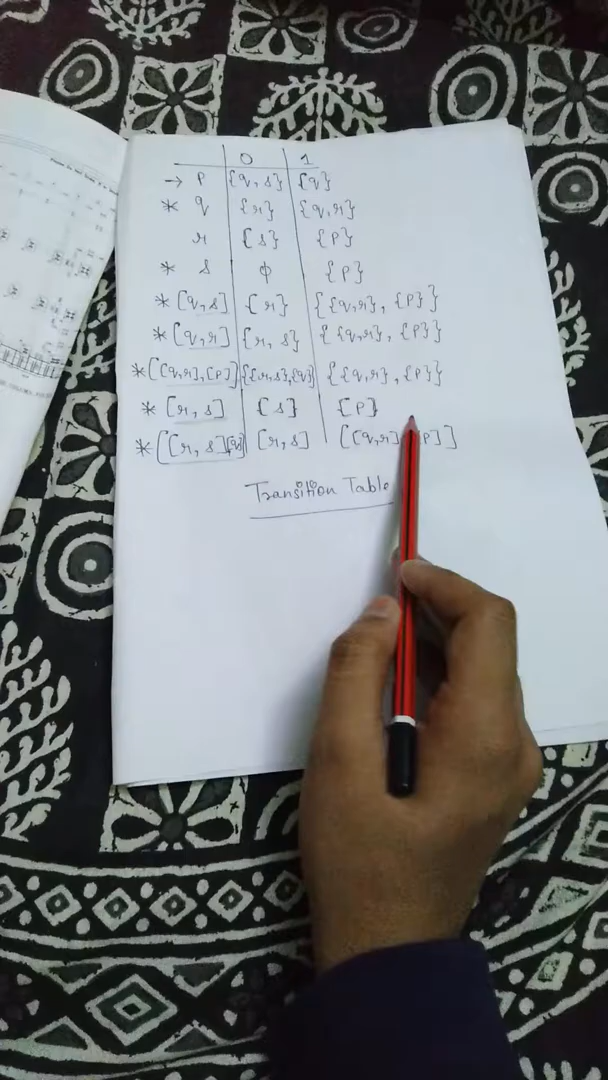 0 1
→ p {q, s} {q}
* q {r} {q, r}
r {s} {p}
* s ϕ {p}
* [q, s] {r} {{q, r}, {p}}
* [q, r] {r, s} {{q, r}, {p}}
* [[q, r], [p]] {{r, s}, {q}} {{q, r}, {p}}
* [r, s] {s} {p}
* [[r, s] [q]] [r, s] [[q, r] p]]
Transition Table